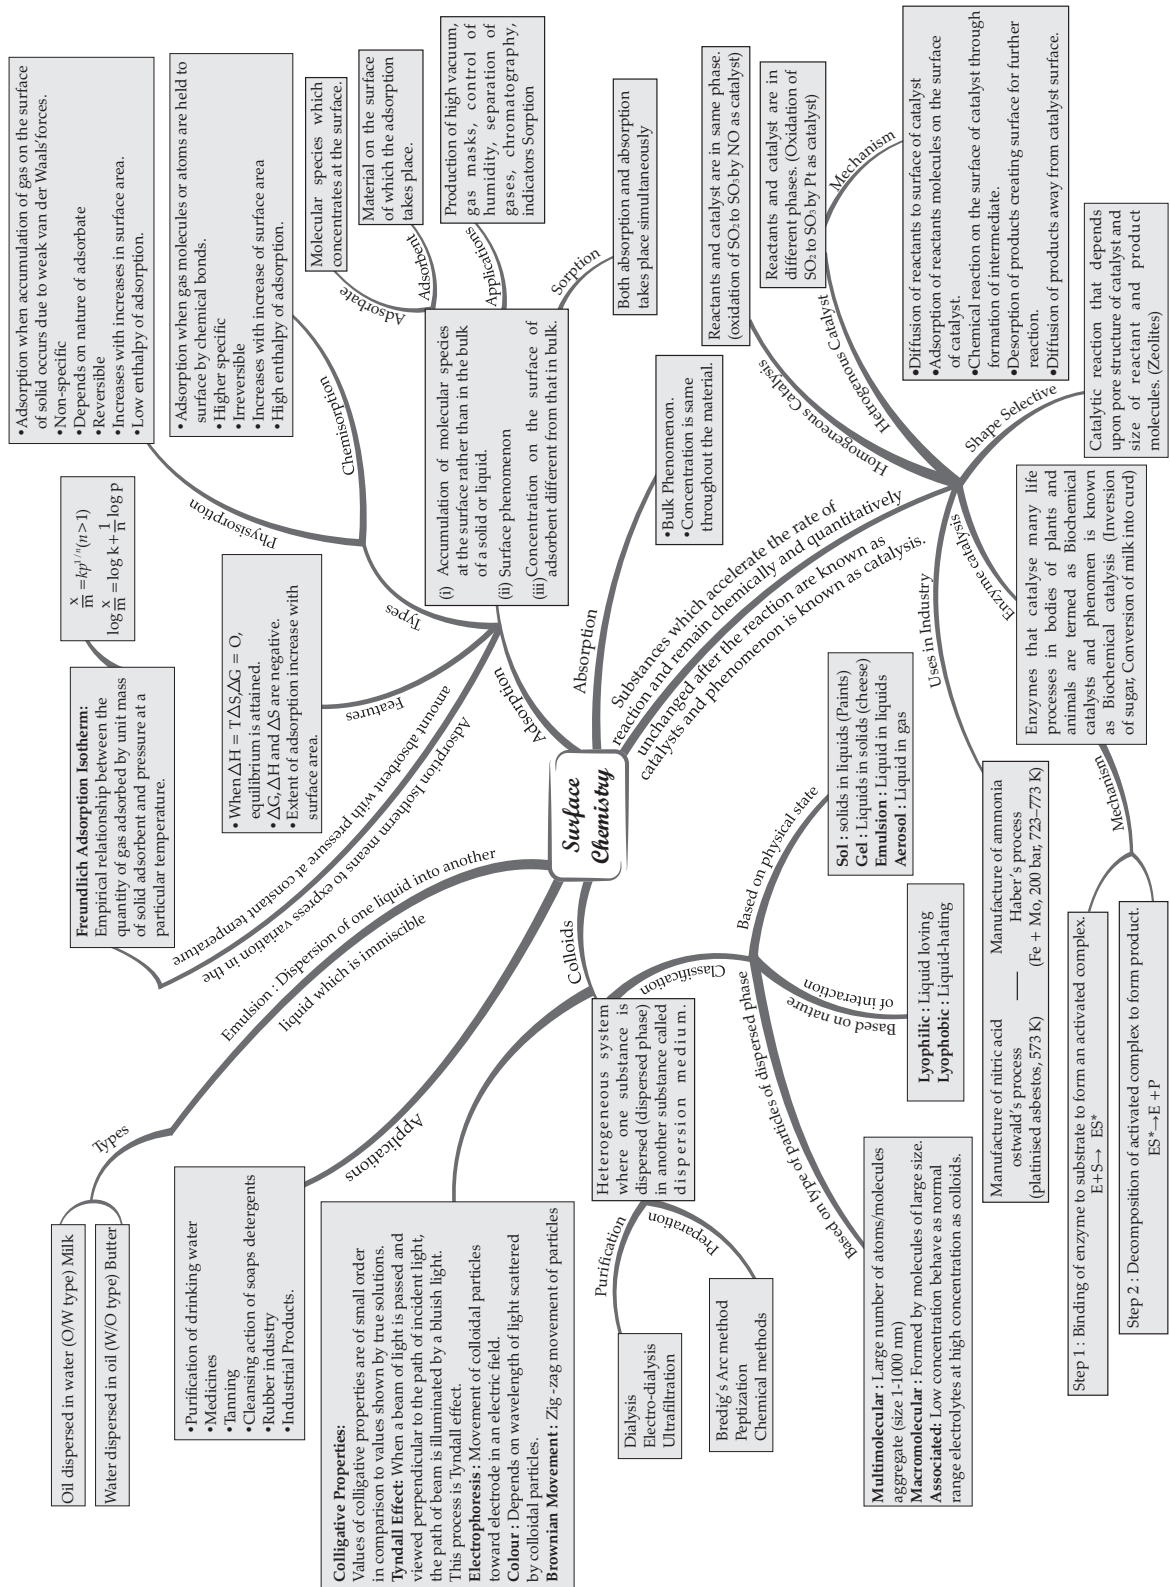 Surface
Chemistry
Adsorption
(i) Accumulation of molecular species
at the surface rather than in the bulk
of a solid or liquid.
(ii) Surface phenomenon
(iii) Concentration on the surface of
adsorbent different from that in bulk.
Adsorbate
Molecular species which
concentrates at the surface.
Adsorbent
Material on the surface
of which the adsorption
takes place.
Applications
Production of high vacuum,
gas masks, control of
humidity, separation of
gases, chromatography,
indicators Sorption
Sorption
Both absorption and absorption
takes place simultaneously
Types
Physisorption
• Adsorption when accumulation of gas on the surface
of solid occurs due to weak van der Waals'forces.
• Non-specific
• Depends on nature of adsorbate
• Reversible
• Increases with increases in surface area.
• Low enthalpy of adsorption.
Chemisorption
• Adsorption when gas molecules or atoms are held to
surface by chemical bonds.
• Higher specific
• Irreversible
• Increases with increase of surface area
• High enthalpy of adsorption.
Features
• When ΔH = TΔS,ΔG = O,
equilibrium is attained.
• ΔG,ΔH and ΔS are negative.
• Extent of adsorption increase with
surface area.
Adsorption Isotherm means to express variation in the
amount absorbent with pressure at constant temperature
Freundlich Adsorption Isotherm:
Empirical relationship between the
quantity of gas adsorbed by unit mass
of solid adsorbent and pressure at a
particular temperature.
x/m = kp^1/n (n>1)
log x/m = log k + 1/n log p
Absorption
• Bulk Phenomenon.
• Concentration is same
throughout the material.
Substances which accelerate the rate of
reaction and remain chemically and quantitatively
unchanged after the reaction are known as
catalysts and phenomenon is known as catalysis.
Homogeneous Catalysis
Reactants and catalyst are in same phase.
(oxidation of SO2 to SO3 by NO as catalyst)
Hetrogenous Catalyst
Reactants and catalyst are in
different phases. (Oxidation of
SO2 to SO3 by Pt as catalyst)
Mechanism
• Diffusion of reactants to surface of catalyst
• Adsorption of reactants molecules on the surface
of catalyst.
• Chemical reaction on the surface of catalyst through
formation of intermediate.
• Desorption of products creating surface for further
reaction.
• Diffusion of products away from catalyst surface.
Shape Selective
Catalytic reaction that depends
upon pore structure of catalyst and
size of reactant and product
molecules. (Zeolites)
Enzyme catalysis
Enzymes that catalyse many life
processes in bodies of plants and
animals are termed as Biochemical
catalysts and phenomen is known
as Biochemical catalysis (Inversion
of sugar, Conversion of milk into curd)
Mechanism
Step 1 : Binding of enzyme to substrate to form an activated complex.
E+S→ ES*
Step 2 : Decomposition of activated complex to form product.
ES*→E +P
Uses in Industry
Manufacture of nitric acid
ostwald's process
(platinised asbestos, 573 K)
Manufacture of ammonia
Haber's process
(Fe + Mo, 200 bar, 723–773 K)
Colloids
Heterogeneous system
where one substance is
dispersed (dispersed phase)
in another substance called
dispersion medium.
Classification
Based on physical state
Sol : solids in liquids (Paints)
Gel : Liquids in solids (cheese)
Emulsion : Liquid in liquids
Aerosol : Liquid in gas
Based on nature
of interaction
Lyophilic : Liquid loving
Lyophobic : Liquid-hating
Based on type of particles of dispersed phase
Multimolecular : Large number of atoms/molecules
aggregate (size 1-1000 nm)
Macromolecular : Formed by molecules of large size.
Associated: Low concentration behave as normal
range electrolytes at high concentration as colloids.
Preparation
Bredig's Arc method
Peptization
Chemical methods
Purification
Dialysis
Electro-dialysis
Ultrafiltration
Colligative Properties:
Values of colligative properties are of small order
in comparison to values shown by true solutions.
Tyndall Effect: When a beam of light is passed and
viewed perpendicular to the path of incident light,
the path of beam is illuminated by a bluish light.
This process is Tyndall effect.
Electrophoresis : Movement of colloidal particles
toward electrode in an electric field.
Colour : Depends on wavelength of light scattered
by colloidal particles.
Brownian Movement : Zig -zag movement of particles
Applications
• Purification of drinking water
• Medicines
• Tanning
• Cleansing action of soaps detergents
• Rubber industry
• Industrial Products.
Emulsion : Dispersion of one liquid into another
liquid which is immiscible
Types
Oil dispersed in water (O/W type) Milk
Water dispersed in oil (W/O type) Butter